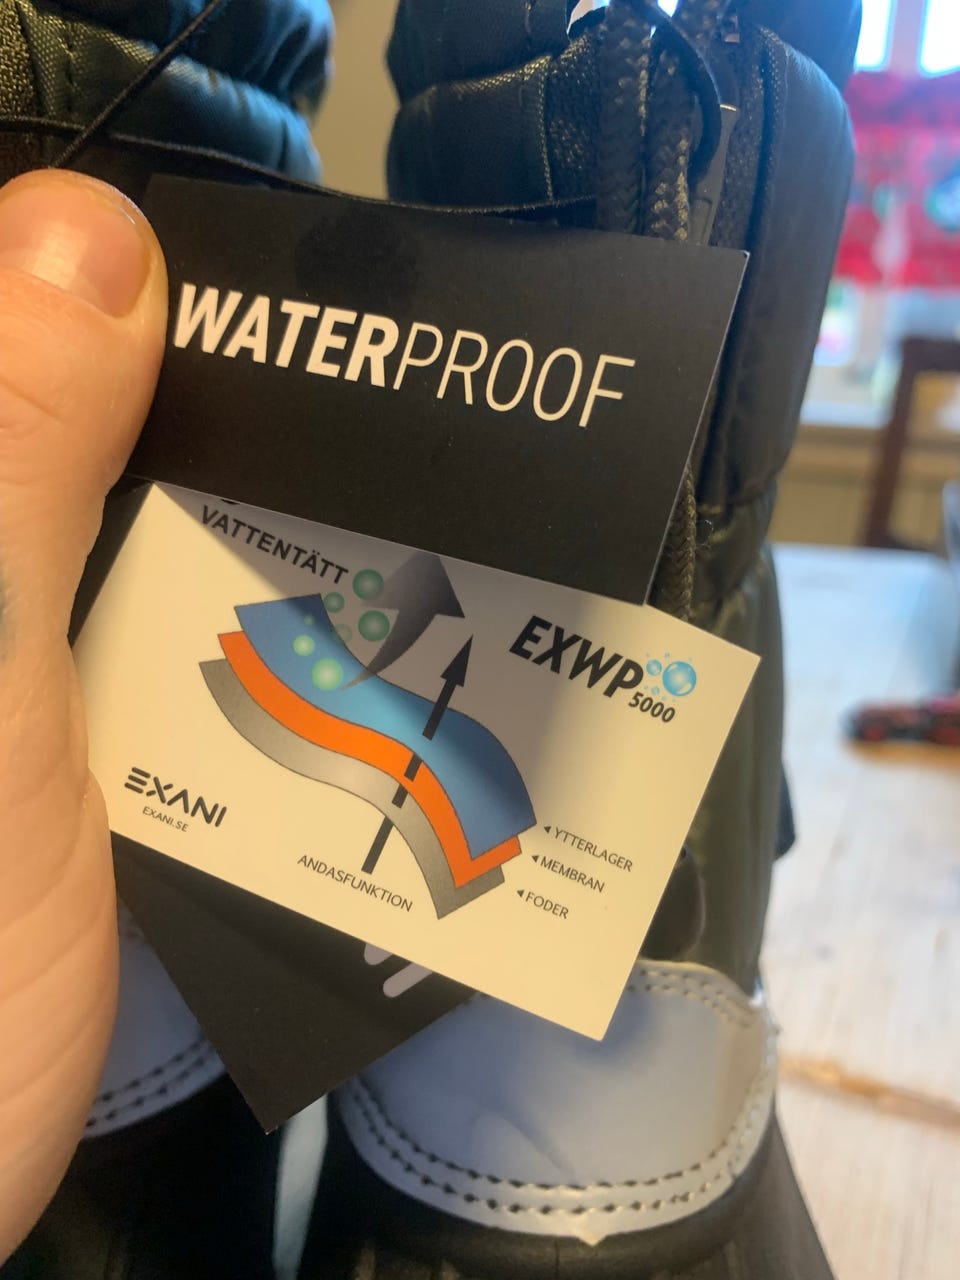 WATERPROOF
VATTENTÄTT
EXWP
5000
EXANI
EXANI.SE
ANDASFUNKTION
YTTERLAGER
MEMBRAN
FODER